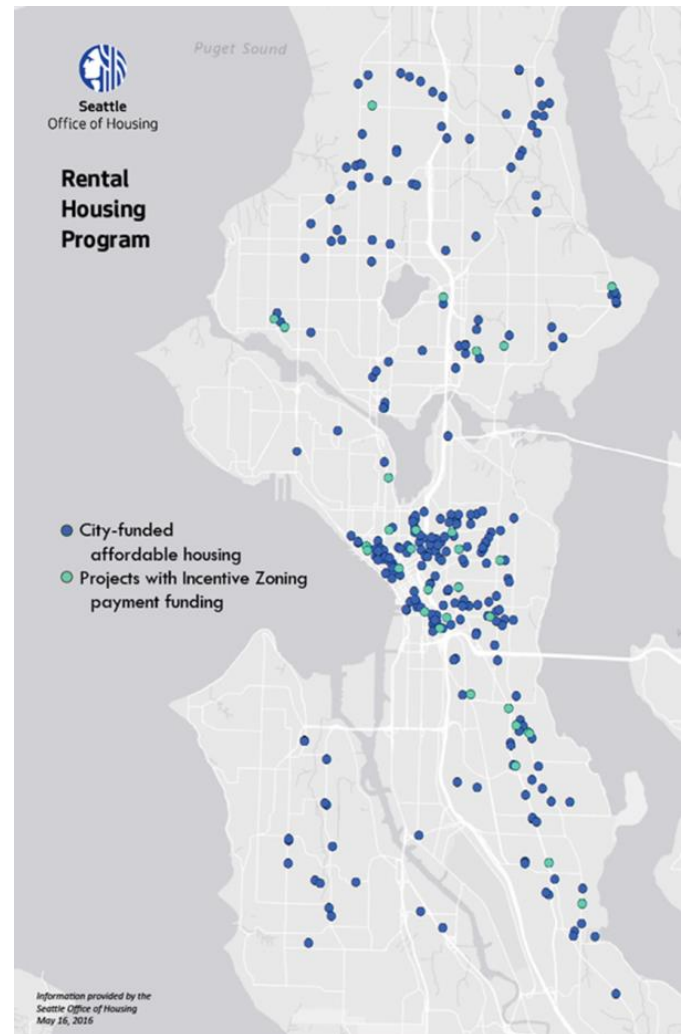 Puget Sound
Seattle
Office of Housing
Rental
Housing
Program
City-funded
affordable housing
Projects with Incentive Zoning
payment funding
Information provided by the
Seattle Office of Housing
May 16, 2016